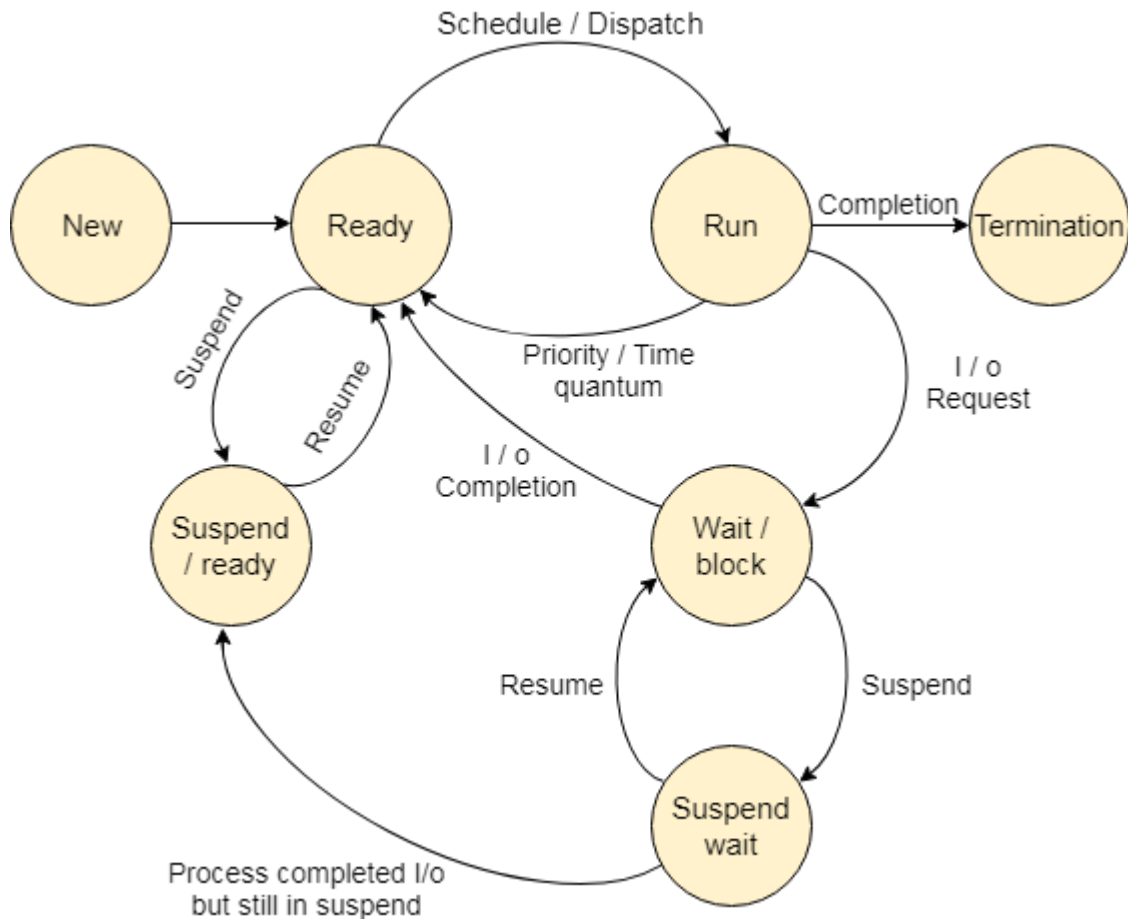 Schedule / Dispatch
New
Ready
Run
Completion
Termination
Suspend
Resume
Priority / Time
quantum
I / o
Request
I / o
Completion
Suspend
/ ready
Wait /
block
Resume
Suspend
Suspend
wait
Process completed I/o
but still in suspend